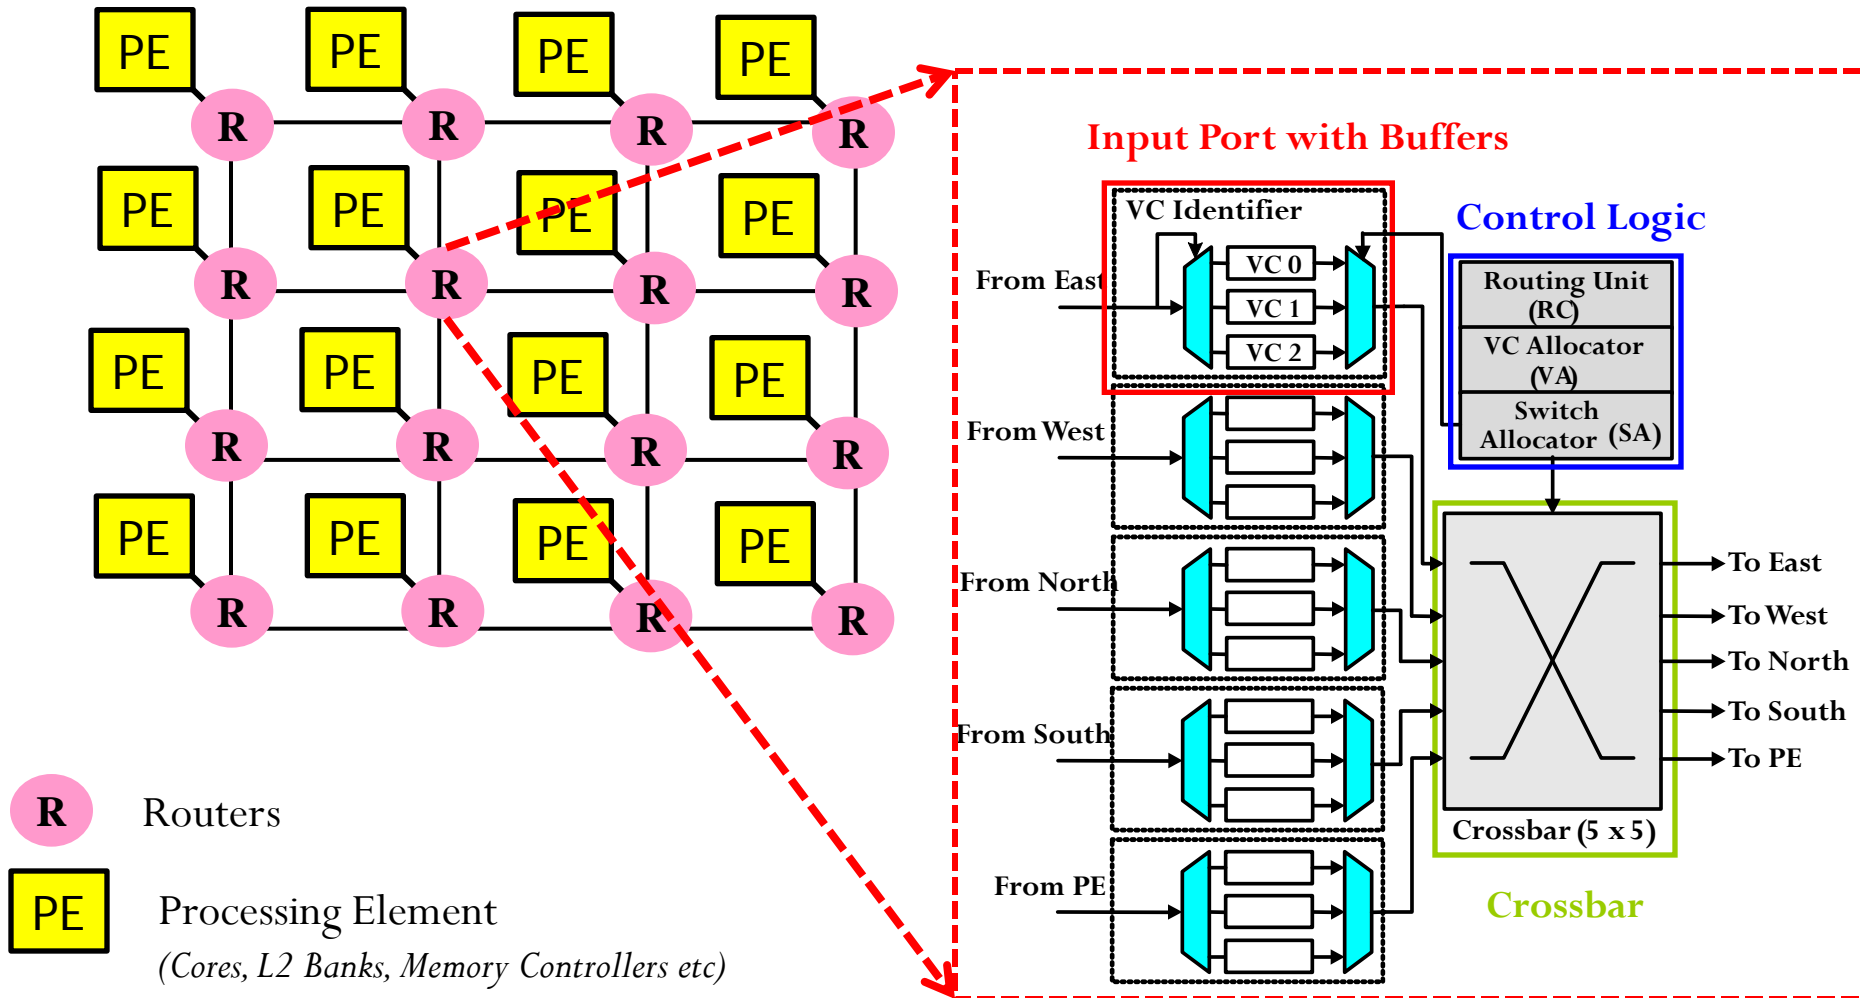 PE PE PE PE
R R R R
PE PE PE PE
R R R R
PE PE PE PE
R R R R
PE PE PE PE
R R R R
R Routers
PE Processing Element
(Cores, L2 Banks, Memory Controllers etc)
Input Port with Buffers
VC Identifier
From East
VC 0
VC 1
VC 2
From West
From North
From South
From PE
Control Logic
Routing Unit
(RC)
VC Allocator
(VA)
Switch
Allocator (SA)
To East
To West
To North
To South
To PE
Crossbar (5 x 5)
Crossbar